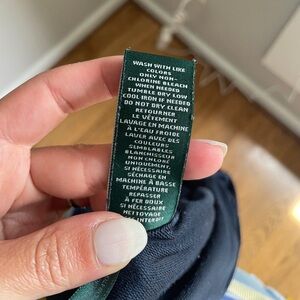 WASH WITH LIKE
COLORS
ONLY NON-
CHLORINE BLEACH
WHEN NEEDED
TUMBLE DRY LOW
COOL IRON IF NEEDED
DO NOT DRY CLEAN
RETOURNER
LE VÊTEMENT
LAVAGE EN MACHINE
À L'EAU FROIDE
LAVER AVEC DES
COULEURS
SEMBLABLES
BLANCHISSEUR
NON CHLORÉ
UNIQUEMENT
SI NÉCESSAIRE
SÉCHAGE EN
MACHINE À BASSE
TEMPÉRATURE
REPASSER
À FER DOUX
SI NÉCESSAIRE
NETTOYAGE
INTERDIT